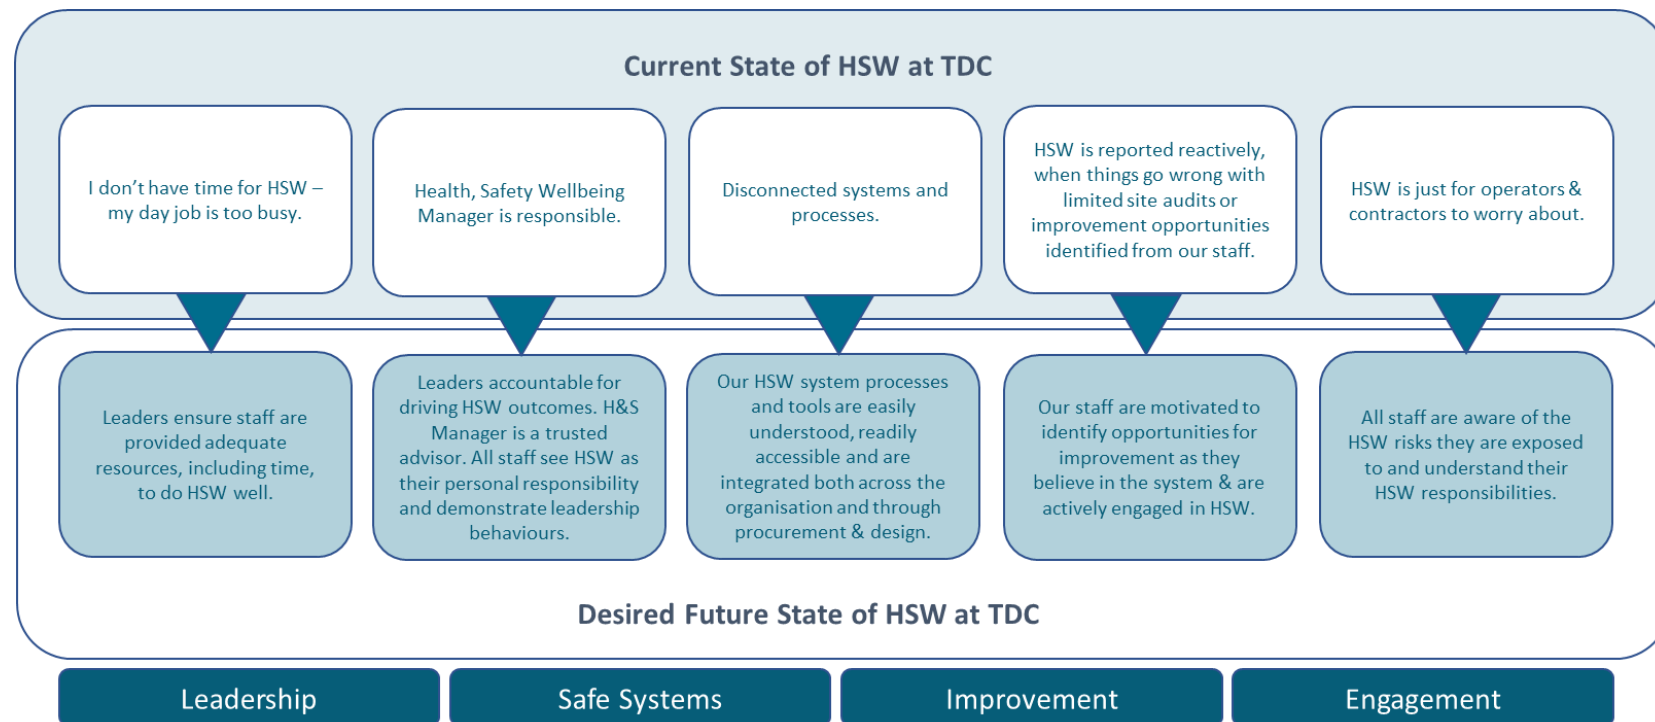 Current State of HSW at TDC
I don’t have time for HSW –
my day job is too busy.
Health, Safety Wellbeing
Manager is responsible.
Disconnected systems and
processes.
HSW is reported reactively,
when things go wrong with
limited site audits or
improvement opportunities
identified from our staff.
HSW is just for operators &
contractors to worry about.
Leaders ensure staff are
provided adequate
resources, including time,
to do HSW well.
Leaders accountable for
driving HSW outcomes. H&S
Manager is a trusted
advisor. All staff see HSW as
their personal responsibility
and demonstrate leadership
behaviours.
Our HSW system processes
and tools are easily
understood, readily
accessible and are
integrated both across the
organisation and through
procurement & design.
Our staff are motivated to
identify opportunities for
improvement as they
believe in the system & are
actively engaged in HSW.
All staff are aware of the
HSW risks they are exposed
to and understand their
HSW responsibilities.
Desired Future State of HSW at TDC
Leadership
Safe Systems
Improvement
Engagement